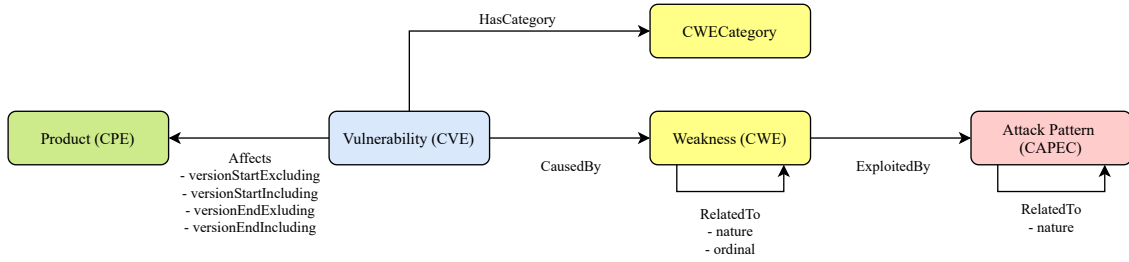 HasCategory
CWECategory
Product (CPE)
Vulnerability (CVE)
Weakness (CWE)
Attack Pattern
(CAPEC)
Affects
- versionStartExcluding
- versionStartIncluding
- versionEndExluding
- versionEndIncluding
CausedBy
ExploitedBy
RelatedTo
- nature
- ordinal
RelatedTo
- nature